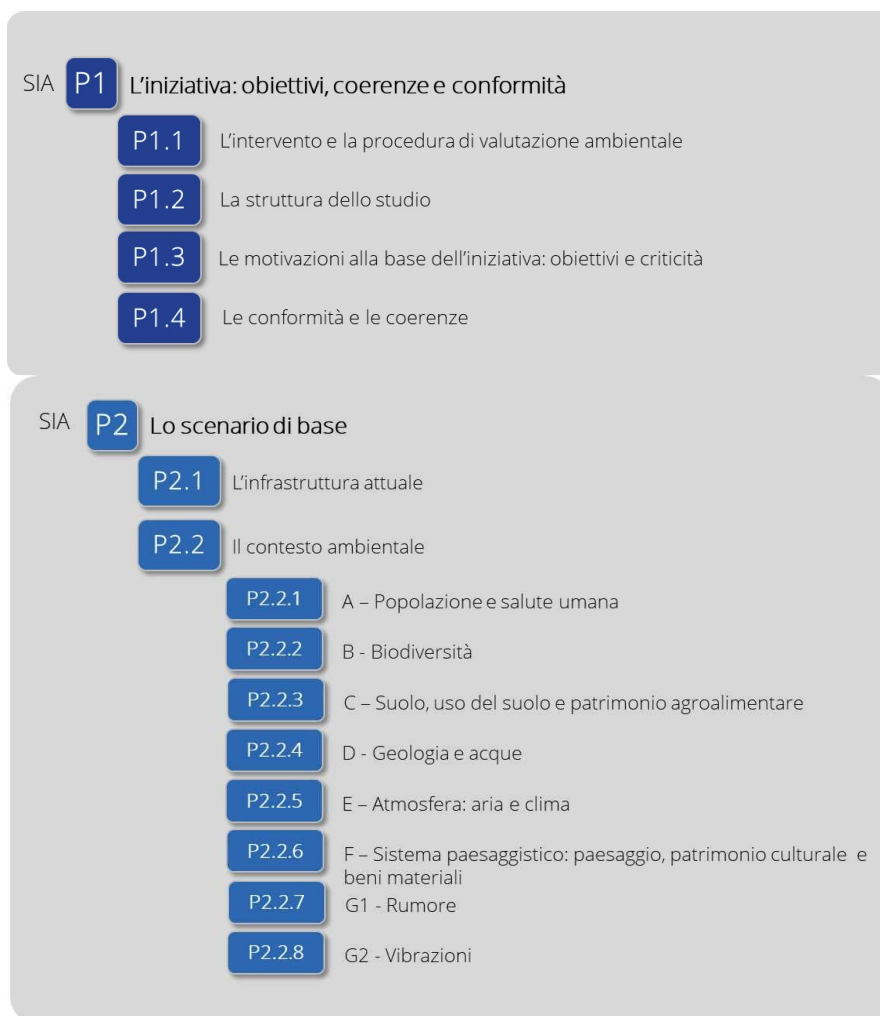 SIA P1 L'iniziativa: obiettivi, coerenze e conformità
P1.1 L'intervento e la procedura di valutazione ambientale
P1.2 La struttura dello studio
P1.3 Le motivazioni alla base dell'iniziativa: obiettivi e criticità
P1.4 Le conformità e le coerenze
SIA P2 Lo scenario di base
P2.1 L'infrastruttura attuale
P2.2 Il contesto ambientale
P2.2.1 A – Popolazione e salute umana
P2.2.2 B - Biodiversità
P2.2.3 C – Suolo, uso del suolo e patrimonio agroalimentare
P2.2.4 D - Geologia e acque
P2.2.5 E – Atmosfera: aria e clima
P2.2.6 F – Sistema paesaggistico: paesaggio, patrimonio culturale e
beni materiali
P2.2.7 G1 - Rumore
P2.2.8 G2 - Vibrazioni